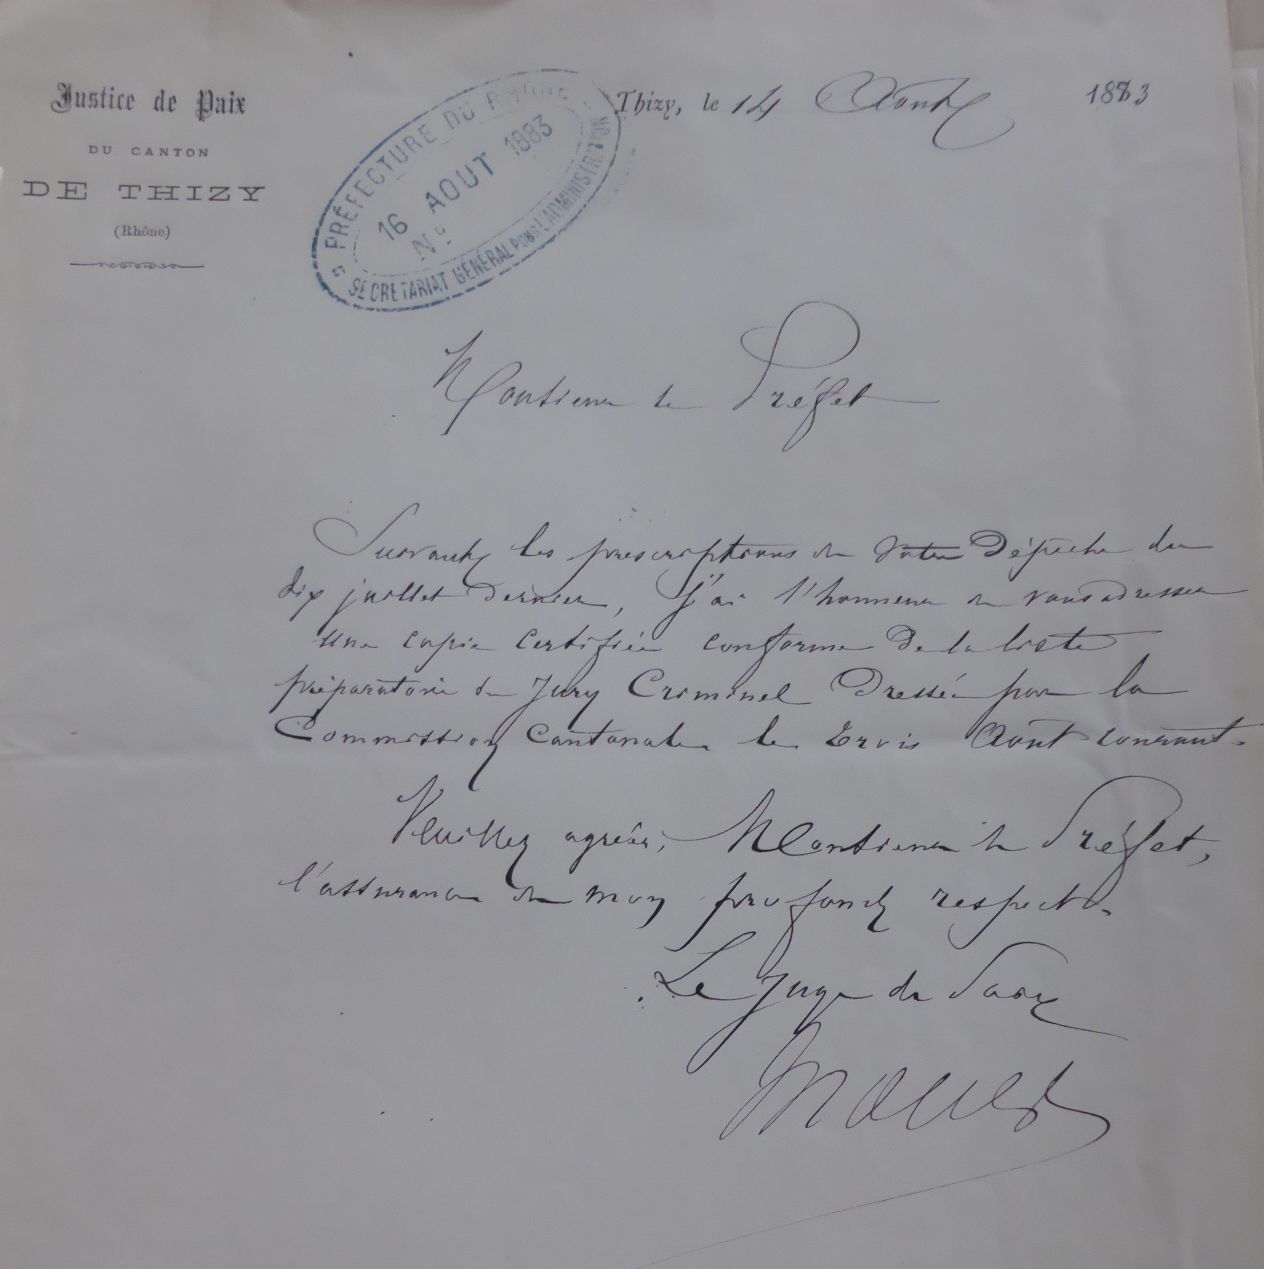 Justice de Paix
DU CANTON
DE THIZY
(Rhône)
PRÉFECTURE DU RHÔNE
16 AOUT 1883
N°
SECRÉTARIAT GÉNÉRAL POUR L'ADMINISTRATION
Thizy, le 14 Août 1883
Monsieur le Préfet
Suivant les prescriptions de votre Dépêche du
dix juillet dernier, j'ai l'honneur de vous adresser
une copie certifiée conforme de la liste
préparatoire du Jury Criminel Dressée par la
Commission Cantonale le trois Août courant.
Veuillez agréer, Monsieur le Préfet,
l'assurance de mon profond respect.
Le Juge de Paix